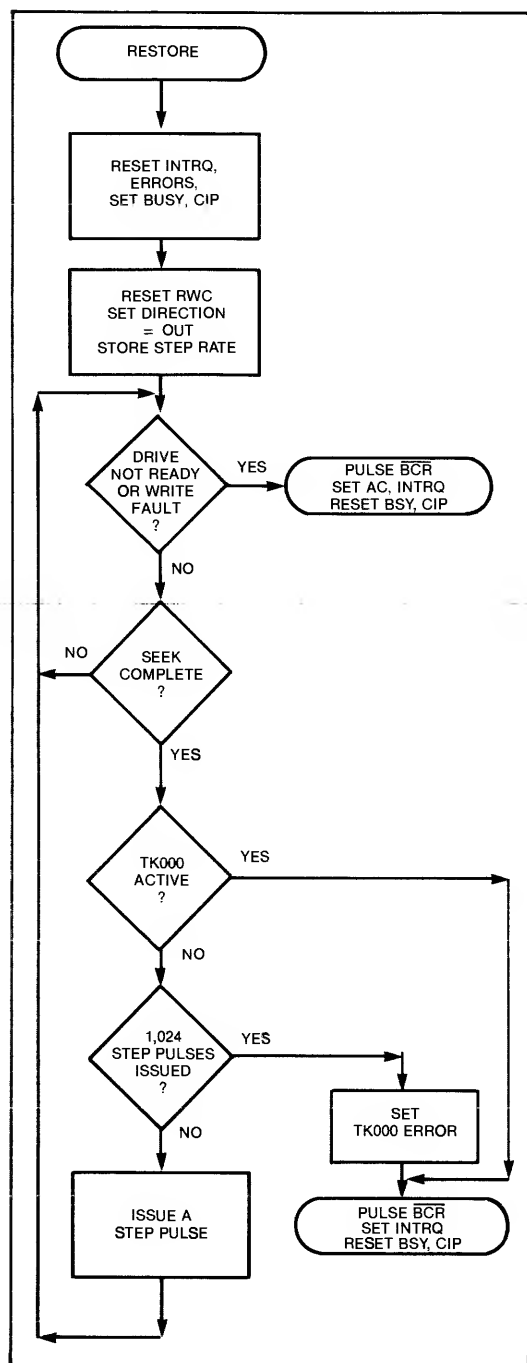 RESTORE
RESET INTRQ,
ERRORS,
SET BUSY, CIP
RESET RWC
SET DIRECTION
= OUT
STORE STEP RATE
DRIVE
NOT READY
OR WRITE
FAULT
?
YES
PULSE B̅C̅R̅
SET AC, INTRQ
RESET BSY, CIP
NO
SEEK
COMPLETE
?
NO
YES
TK000
ACTIVE
?
YES
NO
1,024
STEP PULSES
ISSUED
?
YES
SET
TK000 ERROR
NO
ISSUE A
STEP PULSE
PULSE B̅C̅R̅
SET INTRQ
RESET BSY, CIP